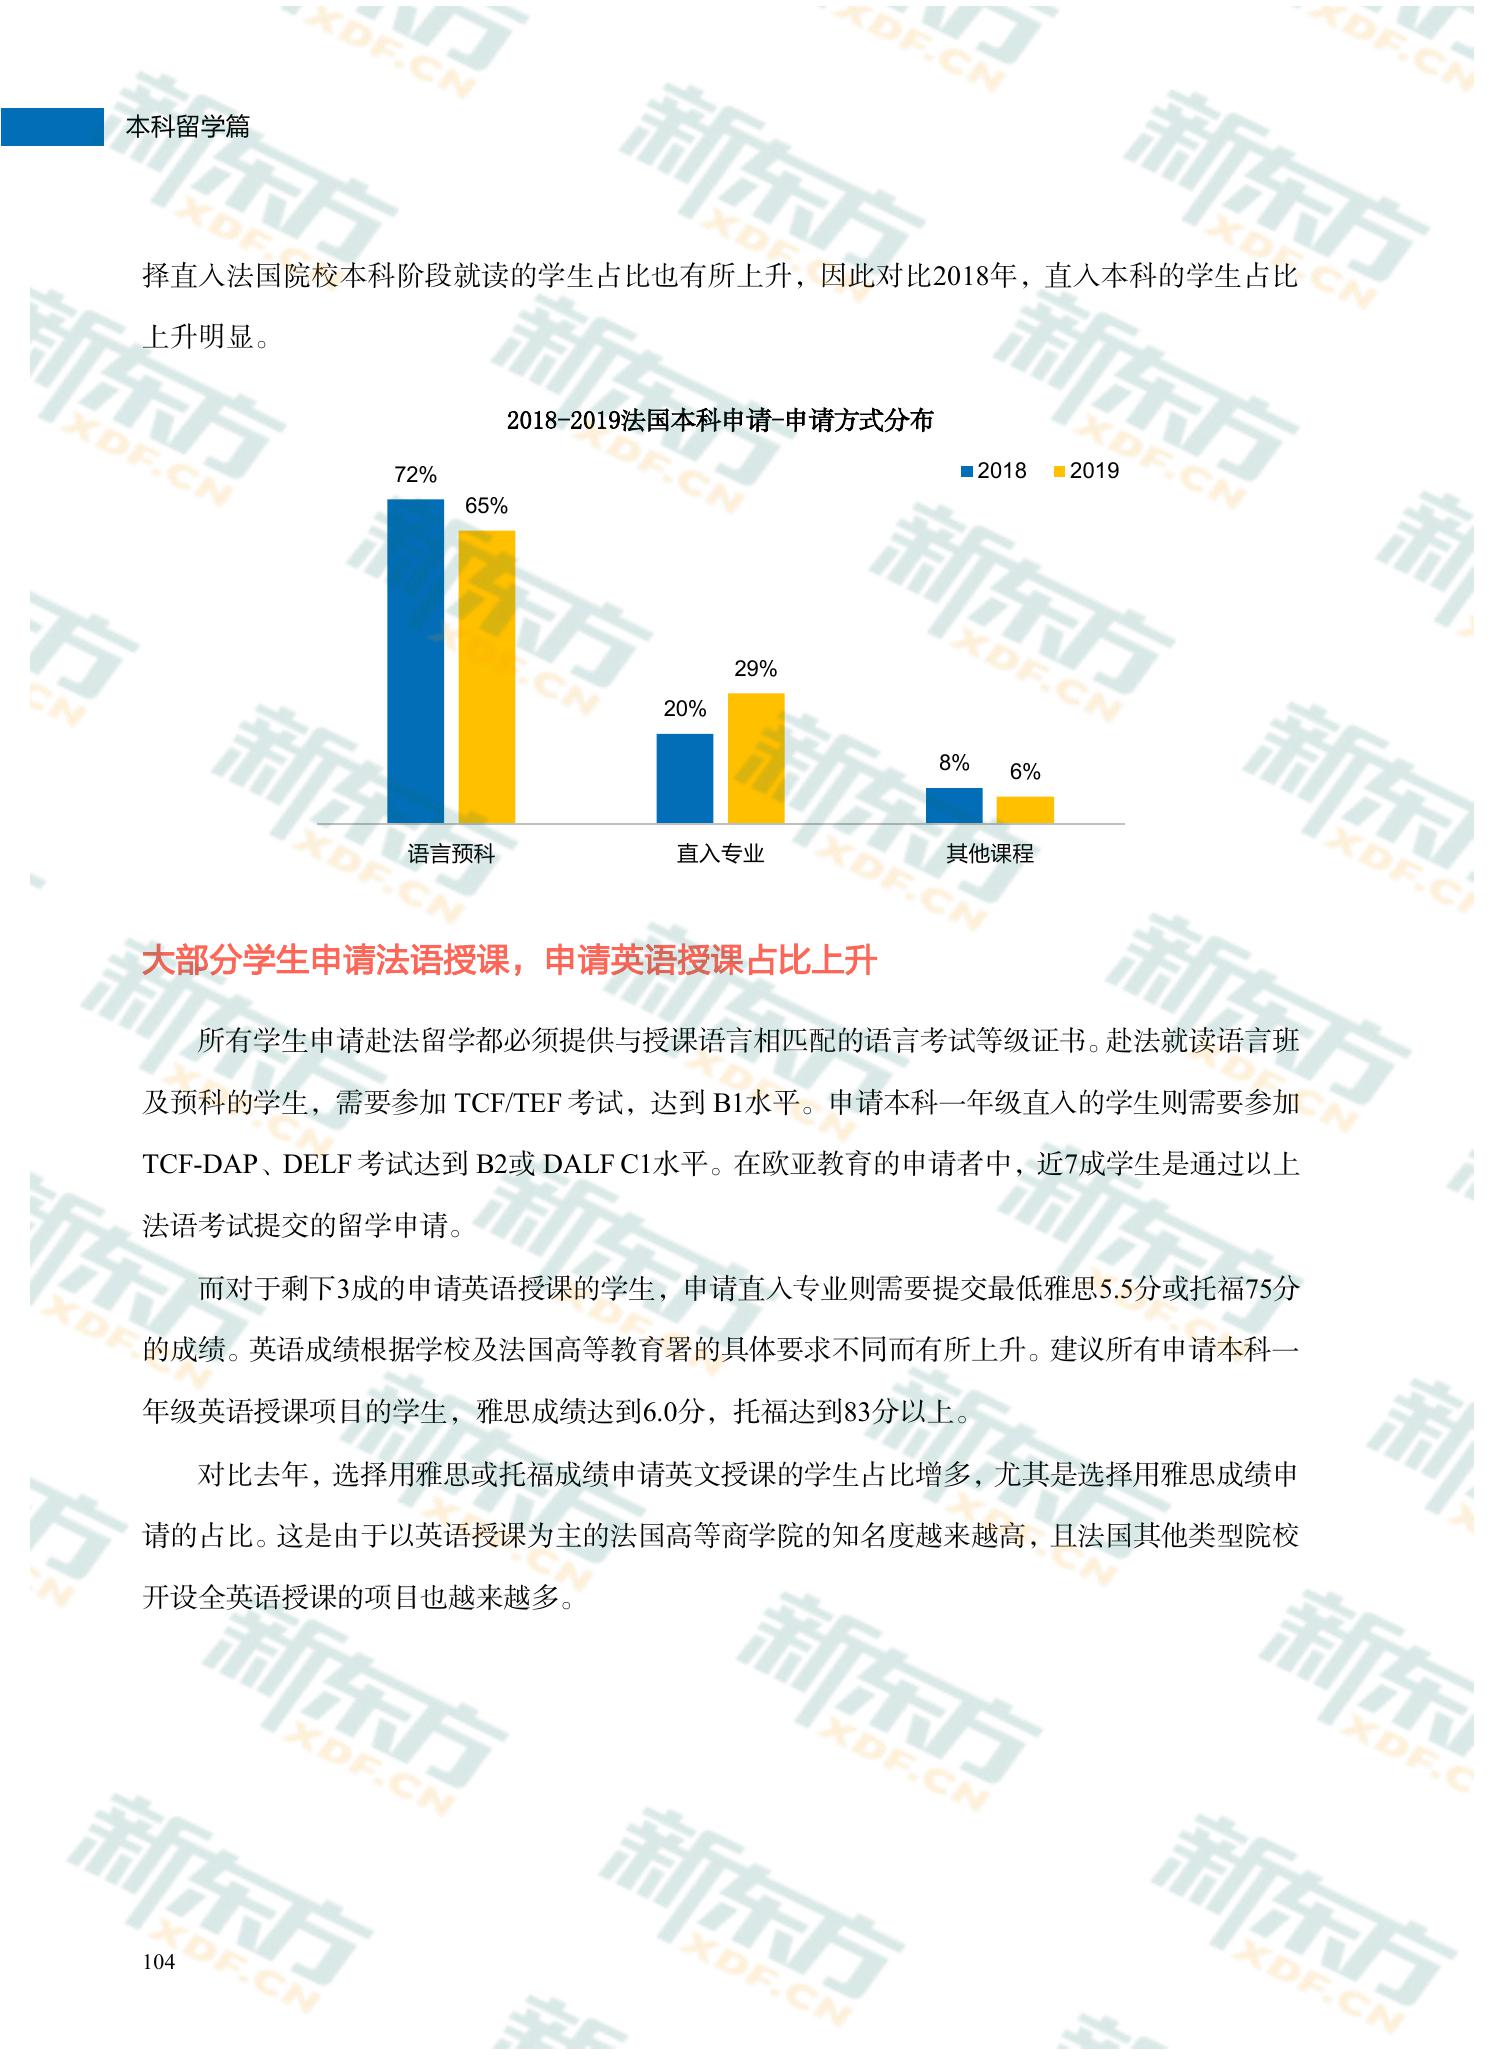 本科留学篇
择直入法国院校本科阶段就读的学生占比也有所上升，因此对比2018年，直入本科的学生占比
上升明显。
2018-2019法国本科申请-申请方式分布
2018 2019
72%
65%
20%
29%
8%
6%
语言预科 直入专业 其他课程
大部分学生申请法语授课，申请英语授课占比上升
所有学生申请赴法留学都必须提供与授课语言相匹配的语言考试等级证书。赴法就读语言班
及预科的学生，需要参加 TCF/TEF 考试，达到 B1水平。申请本科一年级直入的学生则需要参加
TCF-DAP、DELF 考试达到 B2或 DALF C1水平。在欧亚教育的申请者中，近7成学生是通过以上
法语考试提交的留学申请。
而对于剩下3成的申请英语授课的学生，申请直入专业则需要提交最低雅思5.5分或托福75分
的成绩。英语成绩根据学校及法国高等教育署的具体要求不同而有所上升。建议所有申请本科一
年级英语授课项目的学生，雅思成绩达到6.0分，托福达到83分以上。
对比去年，选择用雅思或托福成绩申请英文授课的学生占比增多，尤其是选择用雅思成绩申
请的占比。这是由于以英语授课为主的法国高等商学院的知名度越来越高，且法国其他类型院校
开设全英语授课的项目也越来越多。
104
新东方
XDF.CN